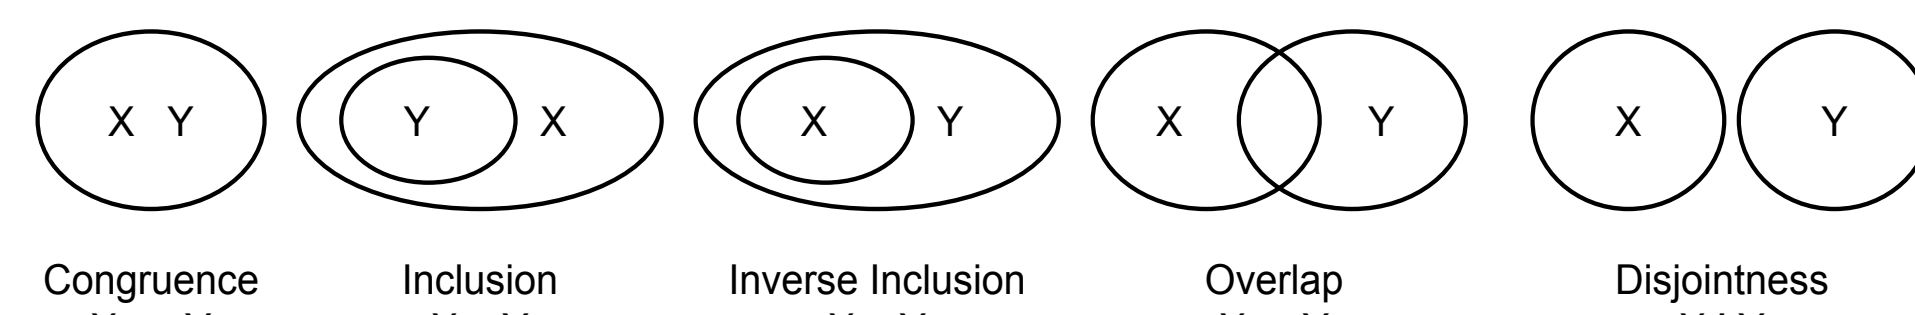 X Y Y X X Y X Y X Y
Congruence Inclusion Inverse Inclusion Overlap Disjointness